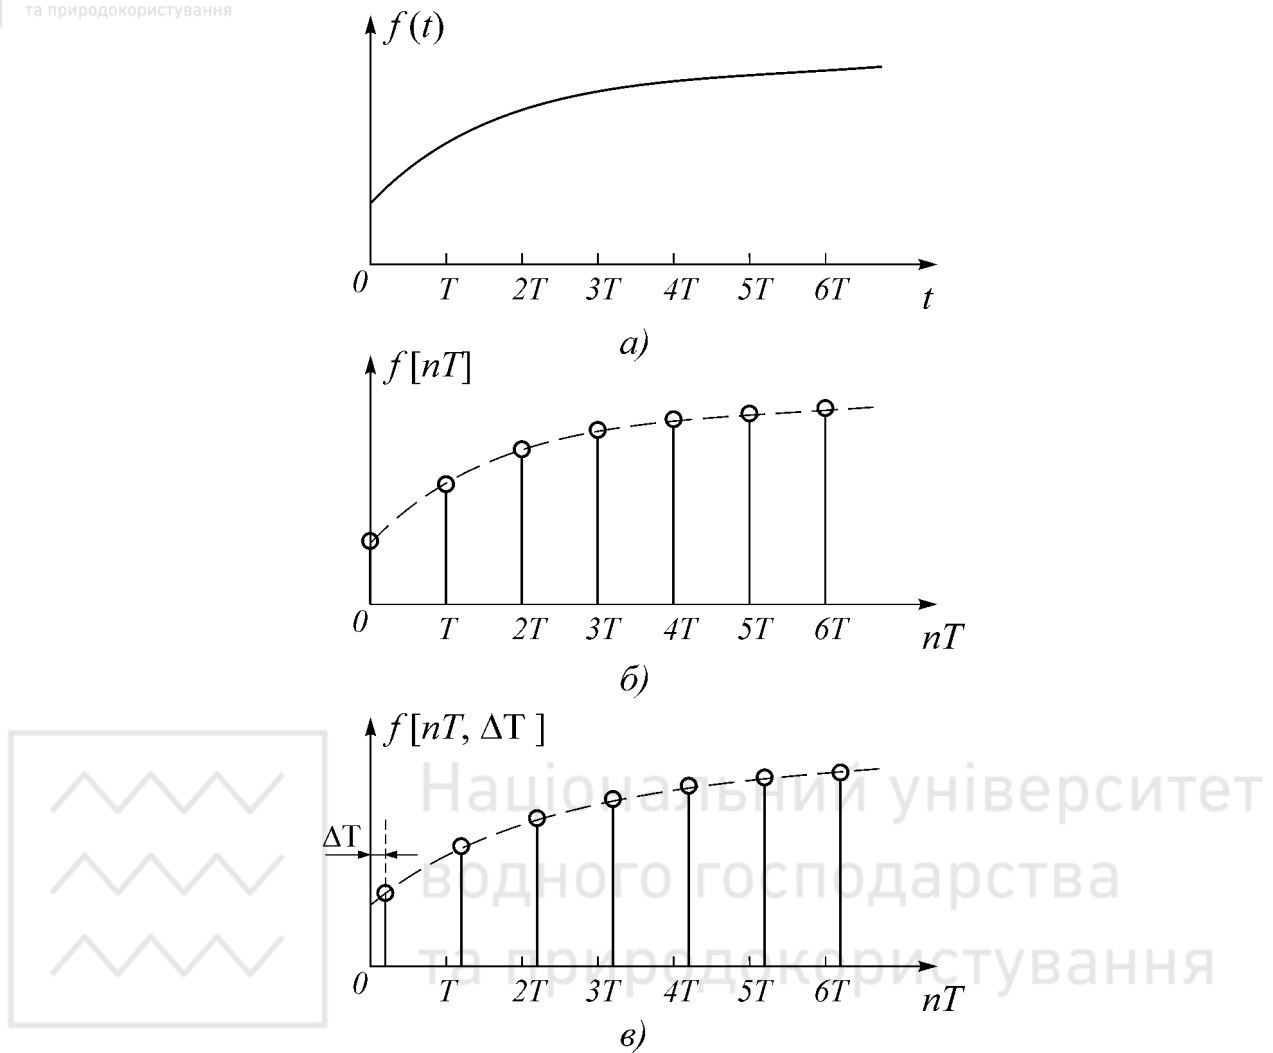 та природокористування
f (t)
0 T 2T 3T 4T 5T 6T
t
а)
f [nT]
0 T 2T 3T 4T 5T 6T
nT
б)
f [nT, ΔT ]
Національний університет
ΔT
водного господарства
та природокористування
0 T 2T 3T 4T 5T 6T
nT
в)